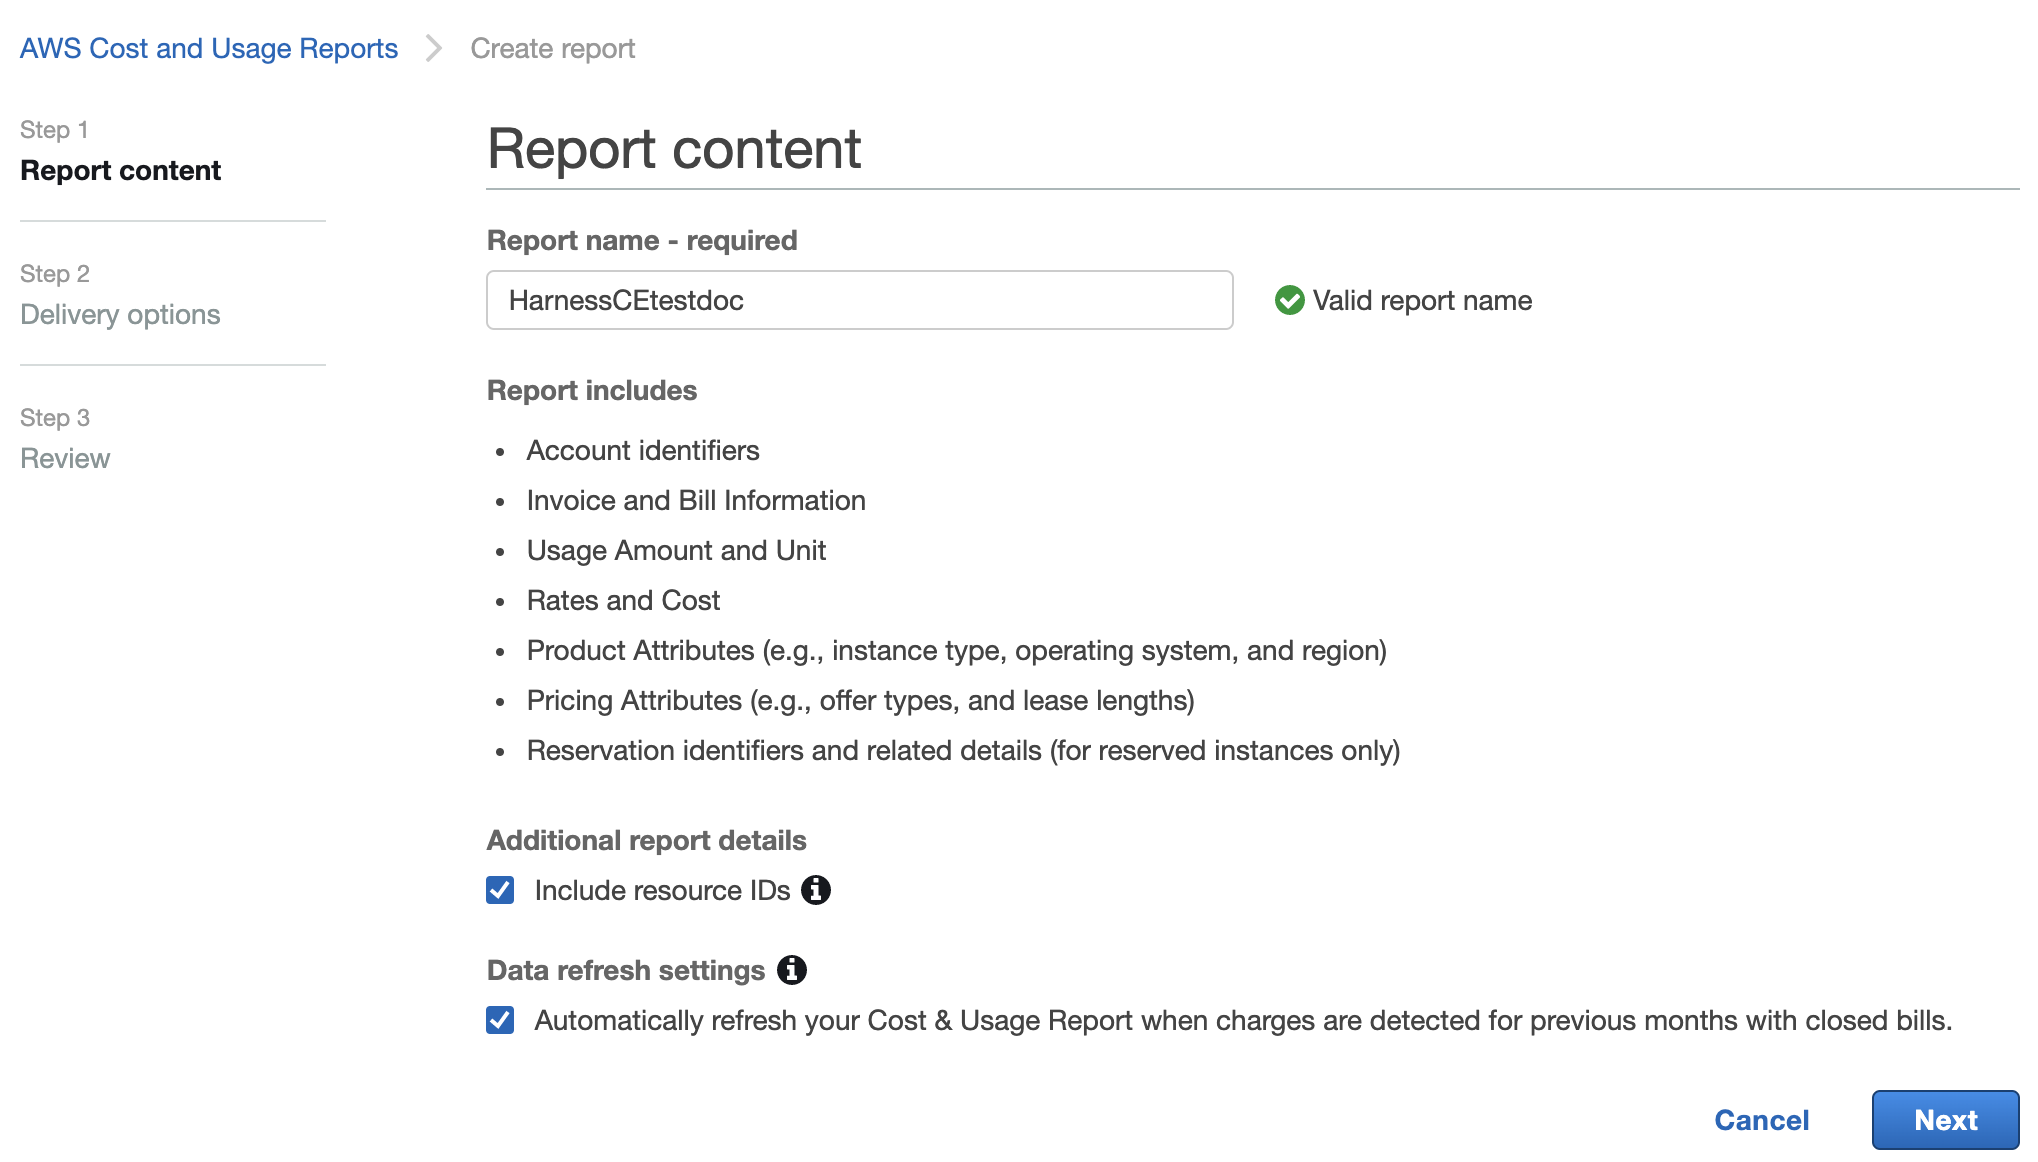 AWS Cost and Usage Reports > Create report
Step 1
Report content
Step 2
Delivery options
Step 3
Review
Report content
Report name - required
HarnessCEtestdoc
Valid report name
Report includes
• Account identifiers
• Invoice and Bill Information
• Usage Amount and Unit
• Rates and Cost
• Product Attributes (e.g., instance type, operating system, and region)
• Pricing Attributes (e.g., offer types, and lease lengths)
• Reservation identifiers and related details (for reserved instances only)
Additional report details
Include resource IDs
Data refresh settings
Automatically refresh your Cost & Usage Report when charges are detected for previous months with closed bills.
Cancel
Next